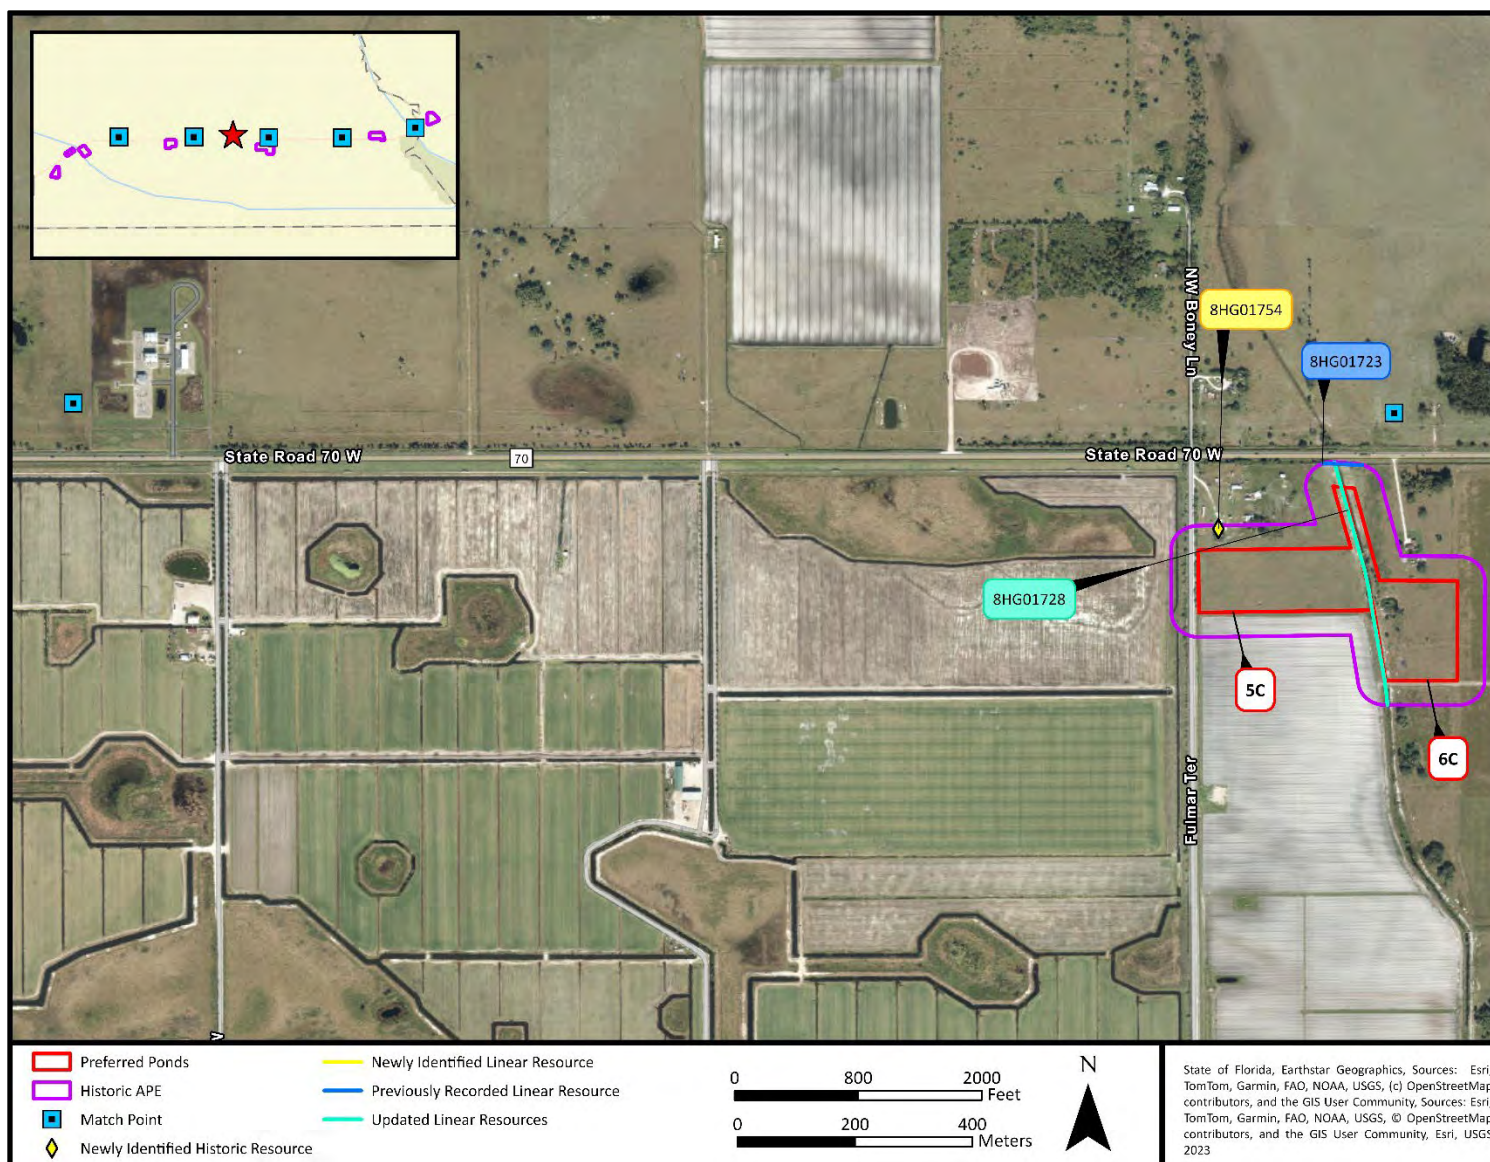 NW Boney Ln
8HG01754
8HG01723
State Road 70 W
70
State Road 70 W
8HG01728
5C
6C
Fulmar Ter
Preferred Ponds
Historic APE
Match Point
Newly Identified Historic Resource
Newly Identified Linear Resource
Previously Recorded Linear Resource
Updated Linear Resources
0 800 2000
Feet
0 200 400
Meters
N
State of Florida, Earthstar Geographics, Sources: Esri,
TomTom, Garmin, FAO, NOAA, USGS, (c) OpenStreetMap
contributors, and the GIS User Community, Sources: Esri,
TomTom, Garmin, FAO, NOAA, USGS, © OpenStreetMap
contributors, and the GIS User Community, Esri, USGS
2023